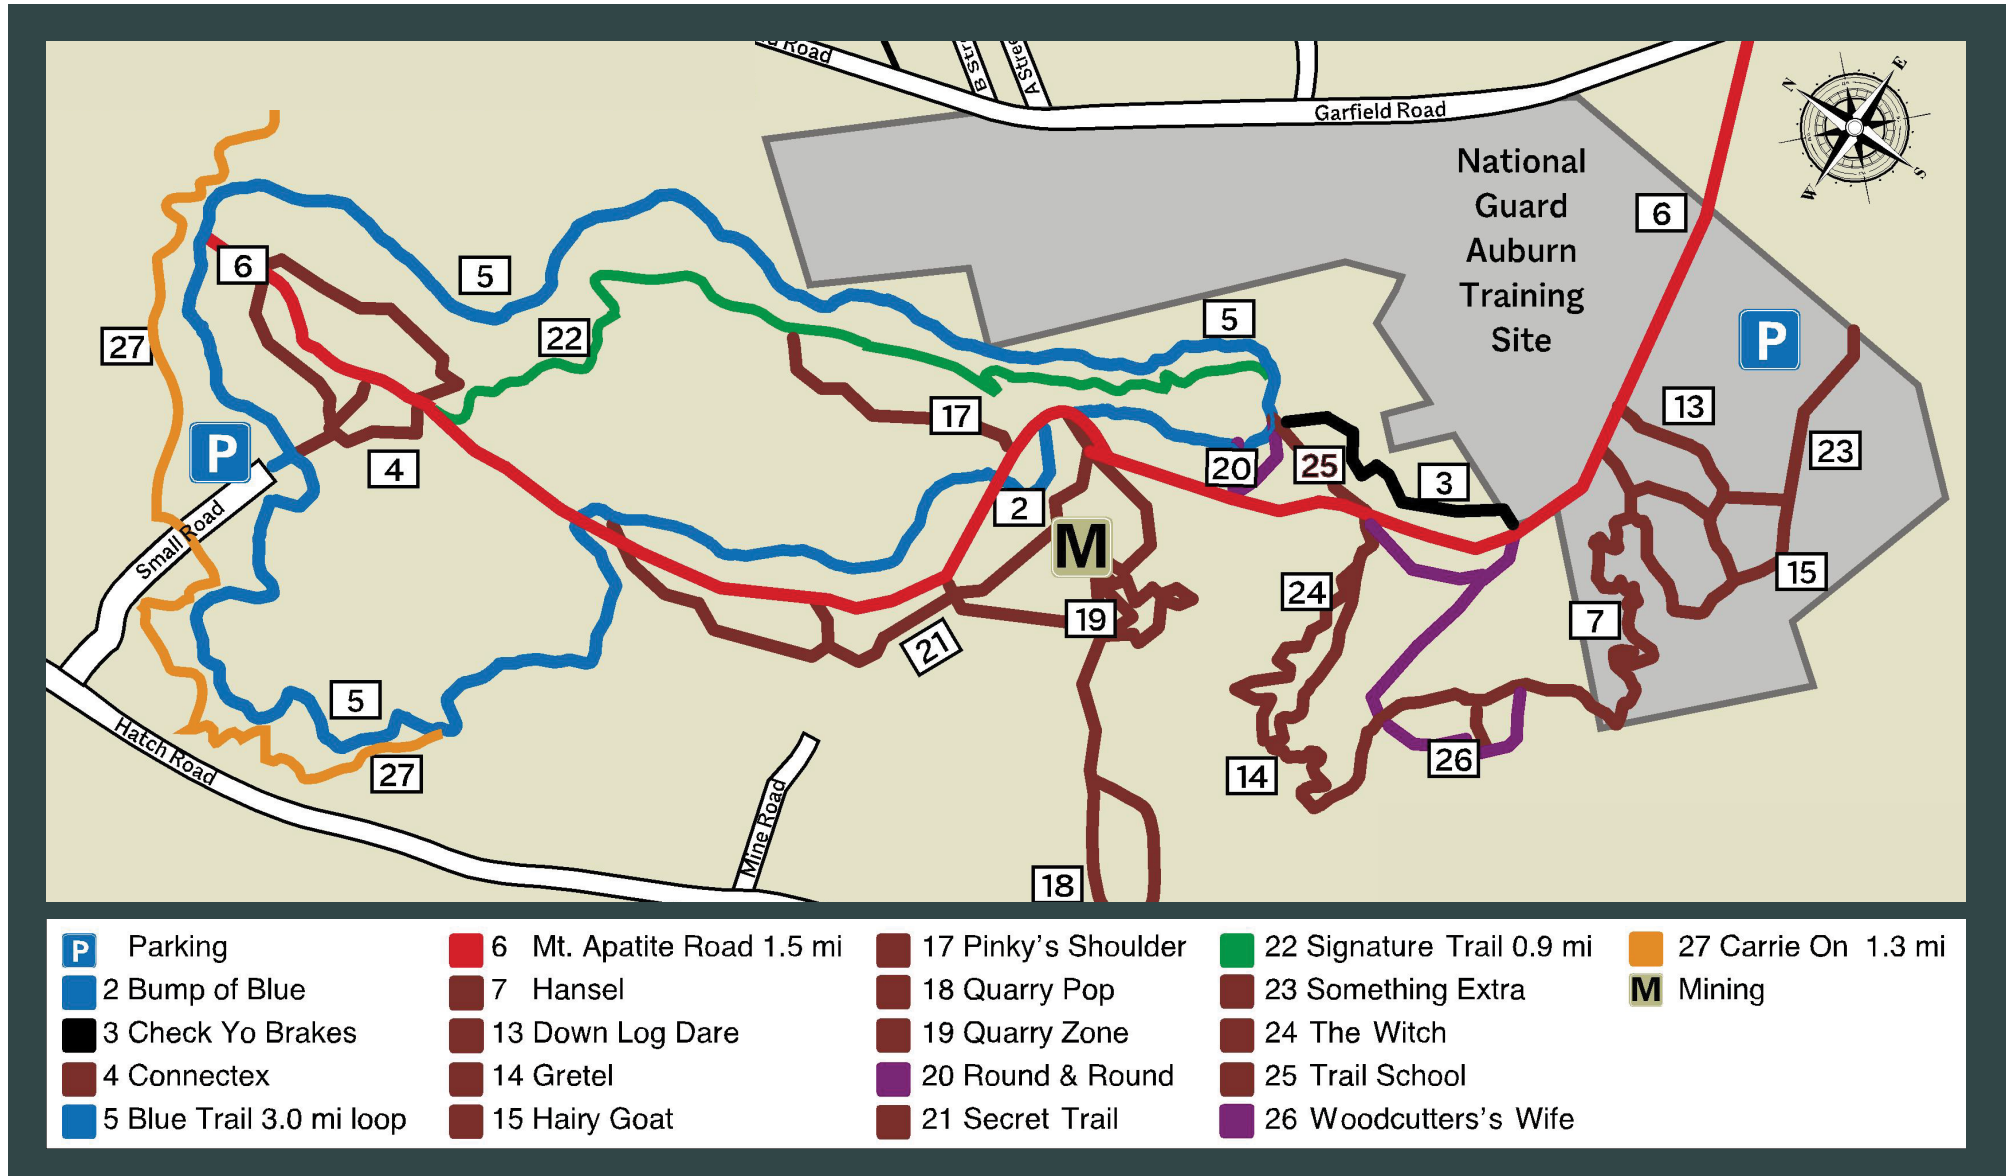 d Road
B Str
A Stree
Garfield Road
N
E
W
S
National
Guard
Auburn
Training
Site
6
6
5
5
22
27
P
P
13
23
17
4
20
25
3
2
M
Small Road
15
24
7
19
21
5
27
14
26
Hatch Road
Mine Road
18
P Parking
2 Bump of Blue
3 Check Yo Brakes
4 Connectex
5 Blue Trail 3.0 mi loop
6 Mt. Apatite Road 1.5 mi
7 Hansel
13 Down Log Dare
14 Gretel
15 Hairy Goat
17 Pinky's Shoulder
18 Quarry Pop
19 Quarry Zone
20 Round & Round
21 Secret Trail
22 Signature Trail 0.9 mi
23 Something Extra
24 The Witch
25 Trail School
26 Woodcutters's Wife
27 Carrie On 1.3 mi
M Mining